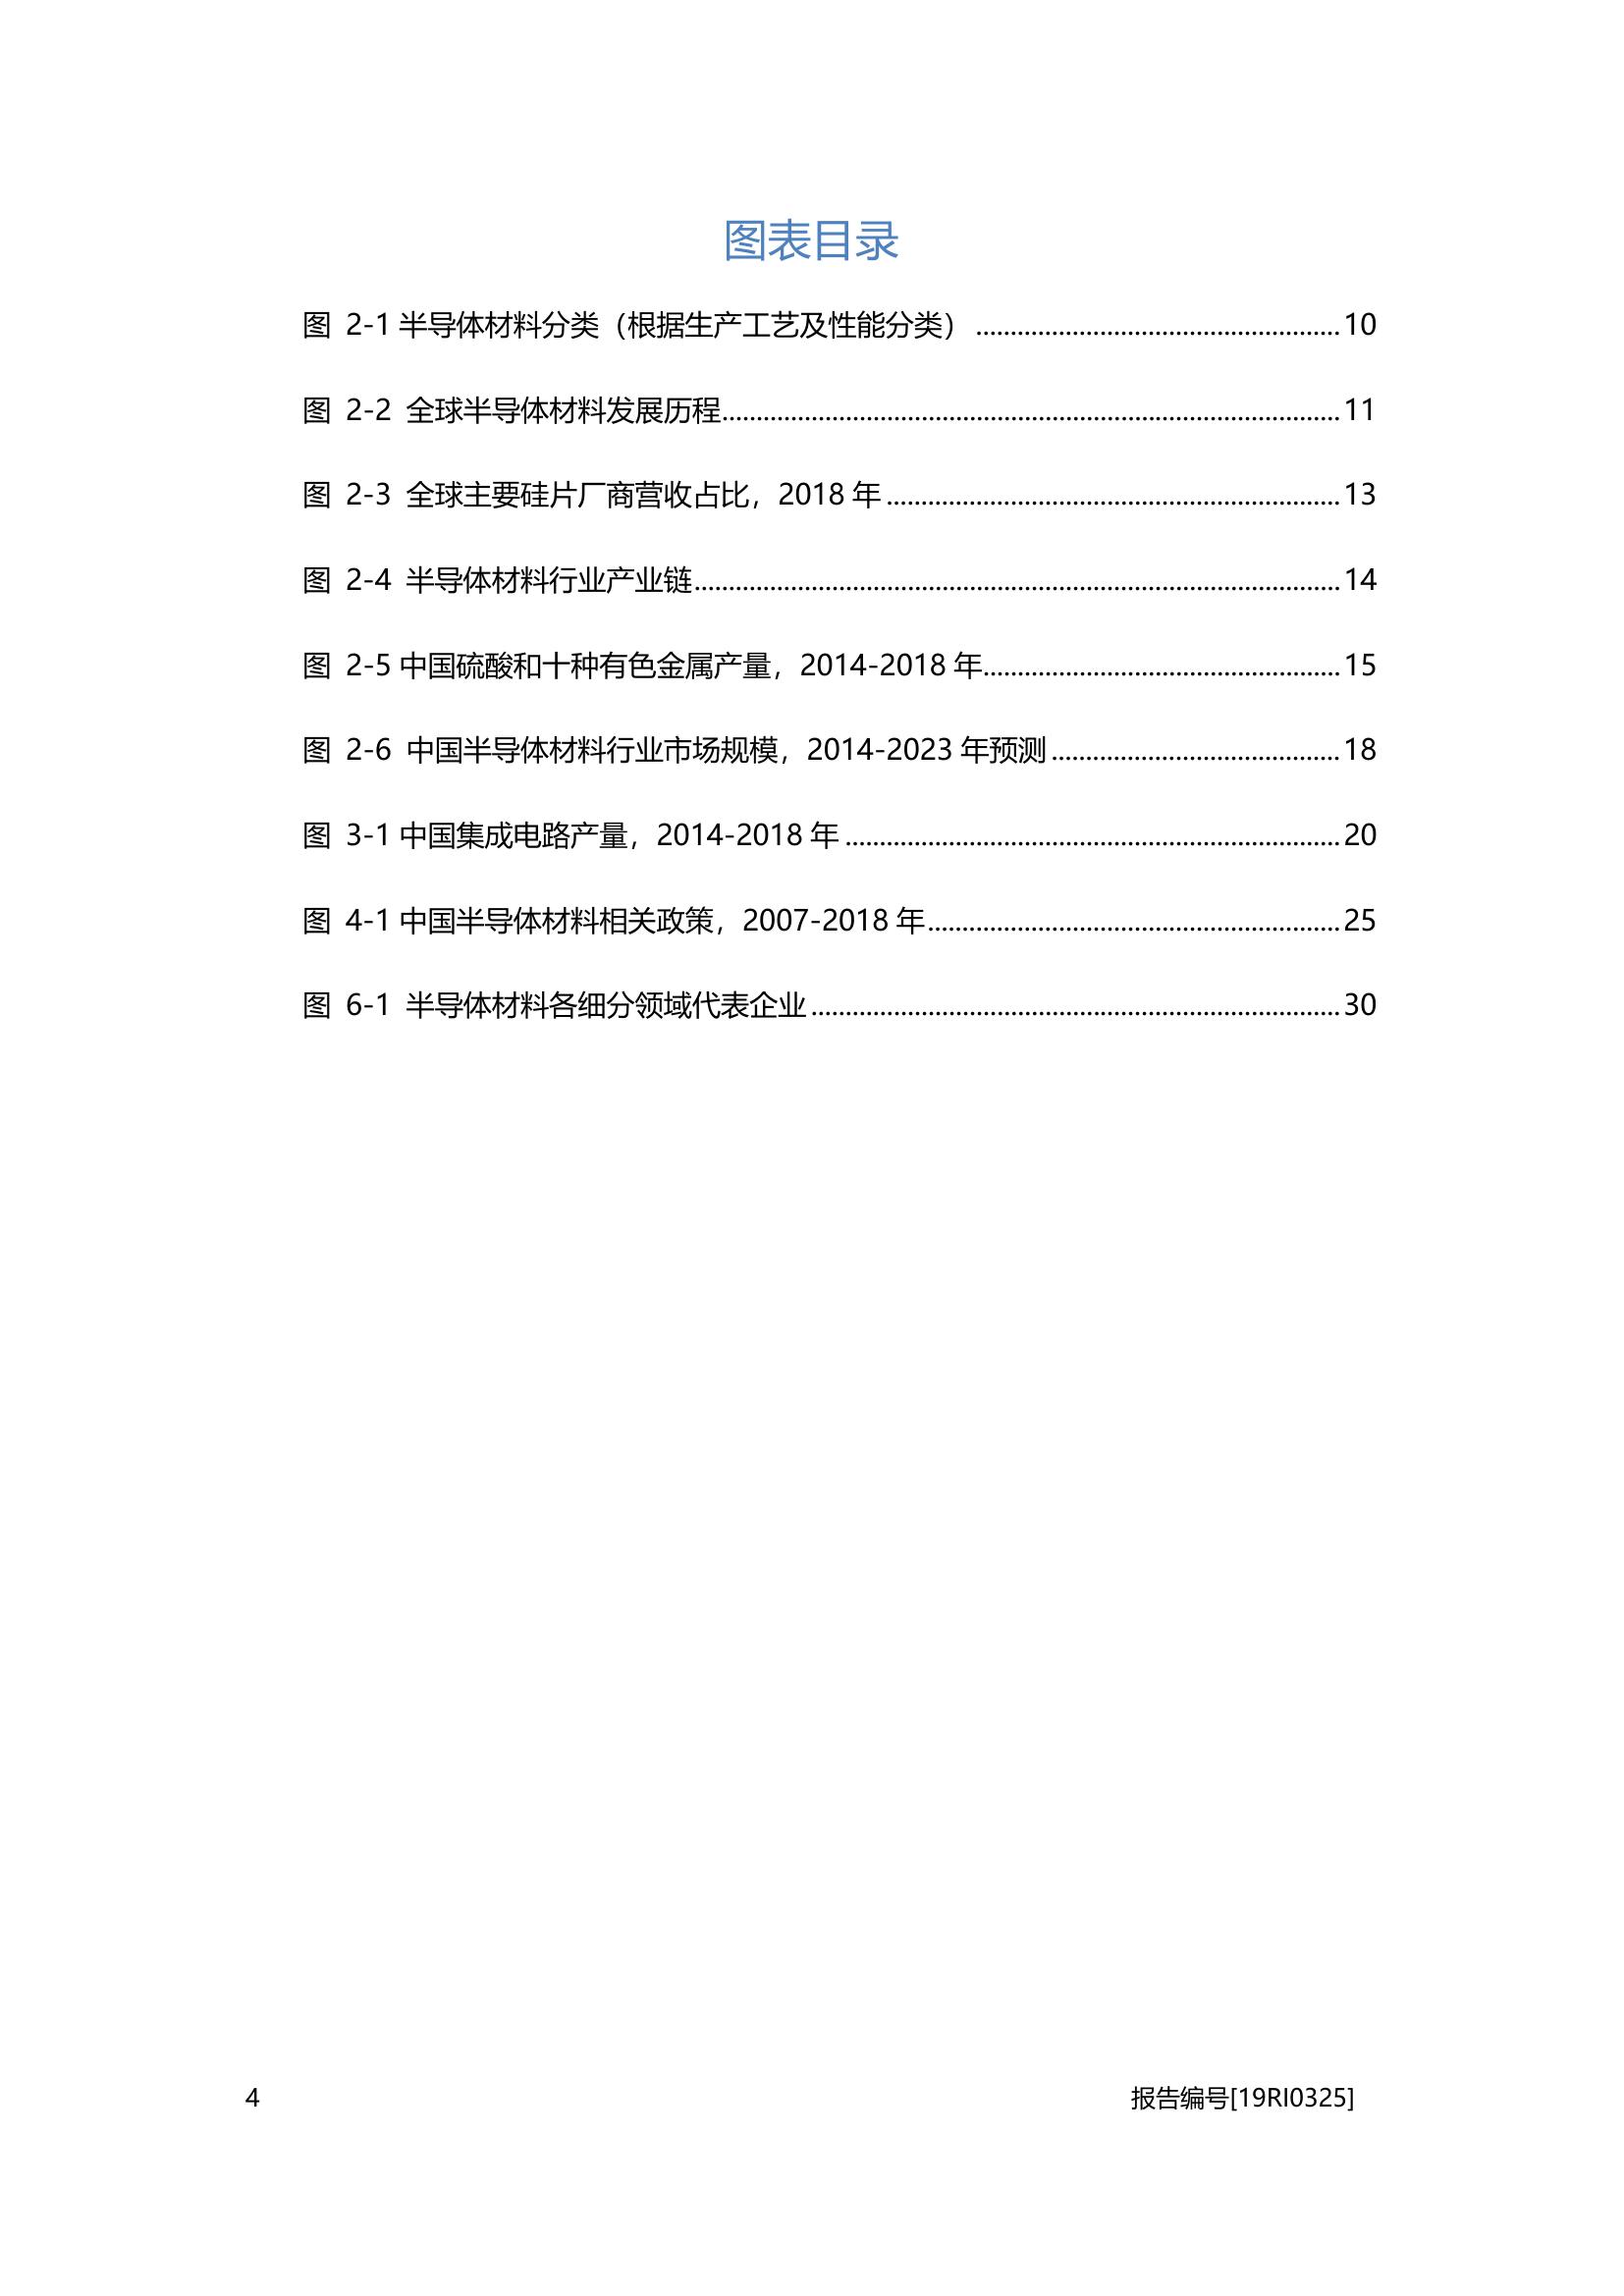 图表目录
图 2-1 半导体材料分类（根据生产工艺及性能分类） ..................................................... 10
图 2-2 全球半导体材料发展历程.......................................................................................... 11
图 2-3 全球主要硅片厂商营收占比，2018 年 .................................................................. 13
图 2-4 半导体材料行业产业链.............................................................................................. 14
图 2-5 中国硫酸和十种有色金属产量，2014-2018 年.................................................... 15
图 2-6 中国半导体材料行业市场规模，2014-2023 年预测 .......................................... 18
图 3-1 中国集成电路产量，2014-2018 年 ........................................................................ 20
图 4-1 中国半导体材料相关政策，2007-2018 年............................................................ 25
图 6-1 半导体材料各细分领域代表企业 ............................................................................. 30
4 报告编号[19RI0325]